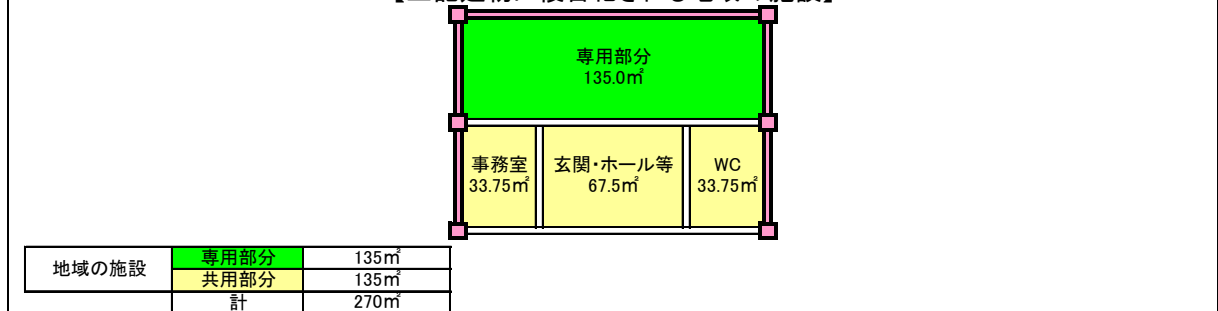 専用部分
135.0㎡
事務室
33.75㎡
玄関・ホール等
67.5㎡
WC
33.75㎡
地域の施設 専用部分 135㎡
共用部分 135㎡
計 270㎡